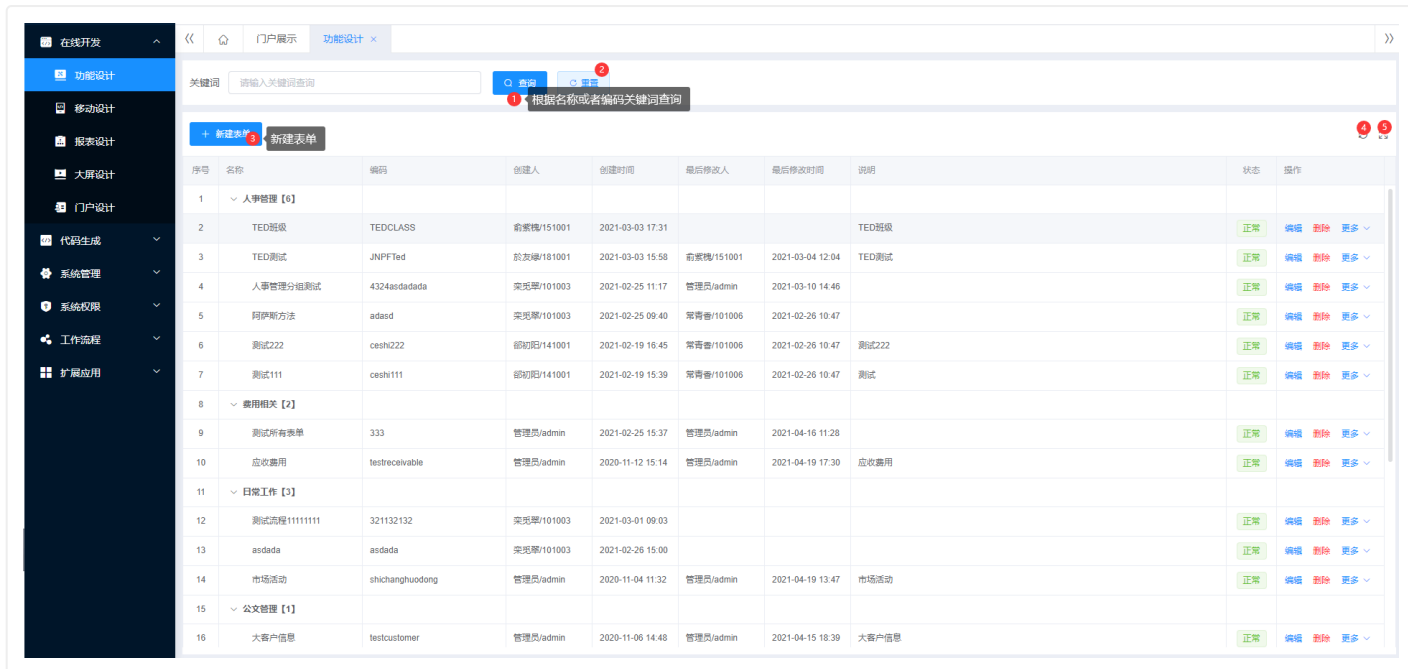 在线开发
功能设计
移动设计
报表设计
大屏设计
门户设计
代码生成
系统管理
系统权限
工作流程
扩展应用
门户展示 功能设计 ×
关键词 请输入关键词查询 查询 重置 2
1 根据名称或者编码关键词查询
+ 新建表单 3 新建表单 4 5
序号 名称 编码 创建人 创建时间 最后修改人 最后修改时间 说明 状态 操作
1 人事管理【6】
2 TED班级 TEDCLASS 俞紫槐/151001 2021-03-03 17:31 TED班级 正常 编辑 删除 更多
3 TED测试 JNPFTed 於友绿/181001 2021-03-03 15:58 俞紫槐/151001 2021-03-04 12:04 TED测试 正常 编辑 删除 更多
4 人事管理分组测试 4324asdadada 栾觅翠/101003 2021-02-25 11:17 管理员/admin 2021-03-10 14:46 正常 编辑 删除 更多
5 阿萨斯方法 adasd 栾觅翠/101003 2021-02-25 09:40 常青香/101006 2021-02-26 10:47 正常 编辑 删除 更多
6 测试222 ceshi222 邵初阳/141001 2021-02-19 16:45 常青香/101006 2021-02-26 10:47 测试222 正常 编辑 删除 更多
7 测试111 ceshi111 邵初阳/141001 2021-02-19 15:39 常青香/101006 2021-02-26 10:47 测试 正常 编辑 删除 更多
8 费用相关【2】
9 测试所有表单 333 管理员/admin 2021-02-25 15:37 管理员/admin 2021-04-16 11:28 正常 编辑 删除 更多
10 应收费用 testreceivable 管理员/admin 2020-11-12 15:14 管理员/admin 2021-04-19 17:30 应收费用 正常 编辑 删除 更多
11 日常工作【3】
12 测试流程11111111 321132132 栾觅翠/101003 2021-03-01 09:03 正常 编辑 删除 更多
13 asdada asdada 栾觅翠/101003 2021-02-26 15:00 正常 编辑 删除 更多
14 市场活动 shichanghuodong 管理员/admin 2020-11-04 11:32 管理员/admin 2021-04-19 13:47 市场活动 正常 编辑 删除 更多
15 公文管理【1】
16 大客户信息 testcustomer 管理员/admin 2020-11-06 14:48 管理员/admin 2021-04-15 18:39 大客户信息 正常 编辑 删除 更多